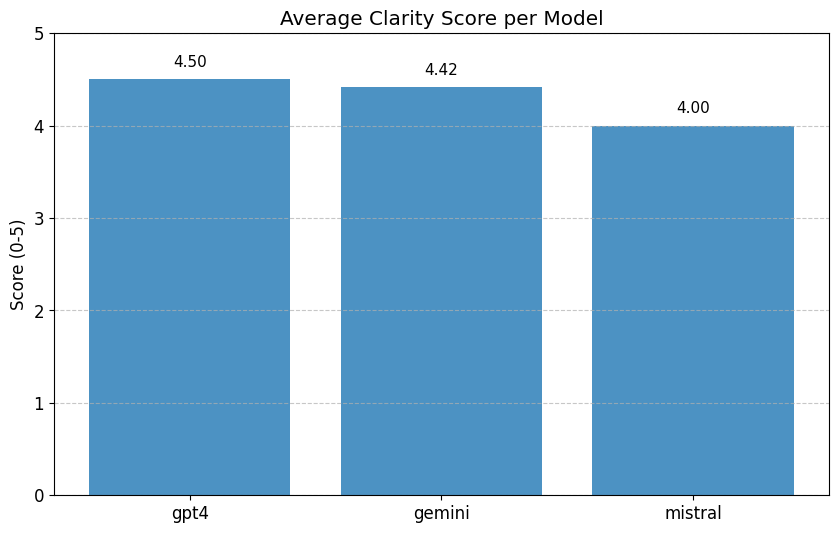 Average Clarity Score per Model
Score (0-5)
5
4
3
2
1
0
4.50
4.42
4.00
gpt4
gemini
mistral